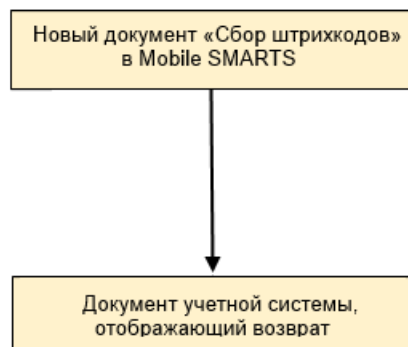 Новый документ «Сбор штрихкодов»
в Mobile SMARTS
Документ учетной системы,
отображающий возврат